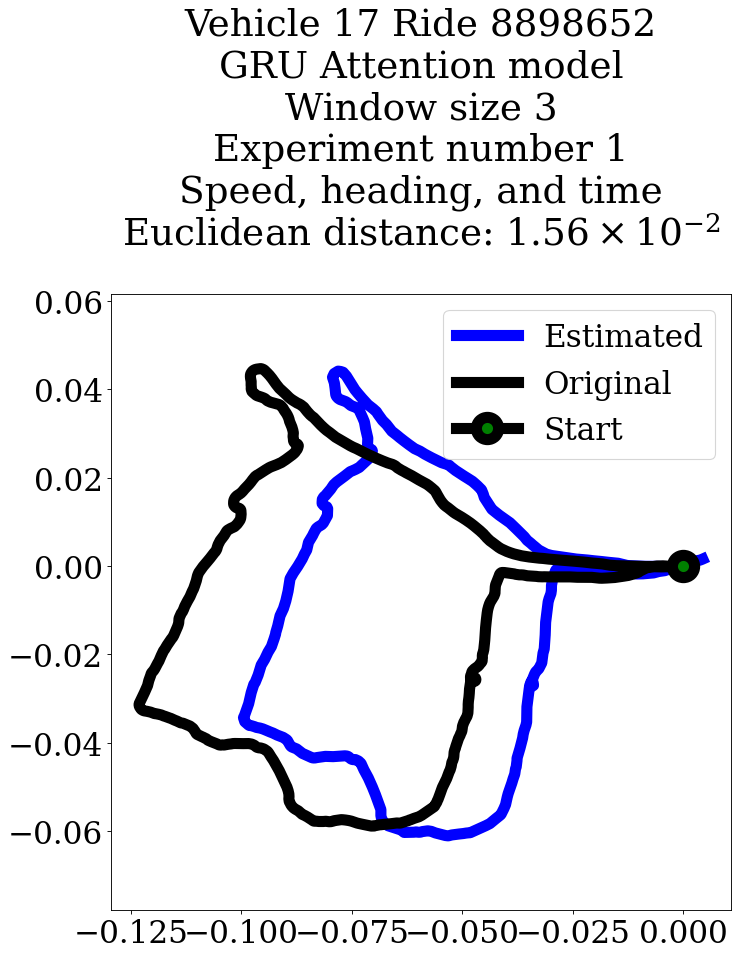 Vehicle 17 Ride 8898652
GRU Attention model
Window size 3
Experiment number 1
Speed, heading, and time
Euclidean distance: 1.56 × 10⁻²
0.06
0.04
0.02
0.00
−0.02
−0.04
−0.06
Estimated
Original
Start
−0.125 −0.100 −0.075 −0.050 −0.025 0.000